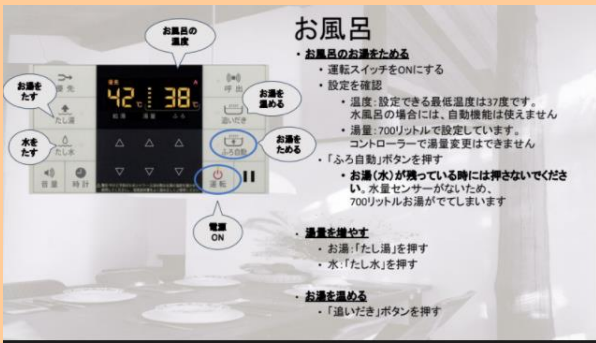 お風呂の
温度
お湯を
たす
水を
たす
お湯を
温める
お湯を
ためる
電源
ON
優先
42 ℃
38 ℃
給湯 湯量 ふろ
呼出
たし湯
追いだき
たし水
ふろ自動
音量 時計
運転
お風呂
・お風呂のお湯をためる
・運転スイッチをONにする
・設定を確認
・温度:設定できる最低温度は37度です。
水風呂の場合には、自動機能は使えません
・湯量:700リットルで設定しています。
コントローラーで湯量変更はできません
・「ふろ自動」ボタンを押す
・お湯(水)が残っている時には押さないでくださ
い。水量センサーがないため、
700リットルお湯がでてしまいます
・湯量を増やす
・お湯:「たし湯」を押す
・水:「たし水」を押す
・お湯を温める
・「追いだき」ボタンを押す